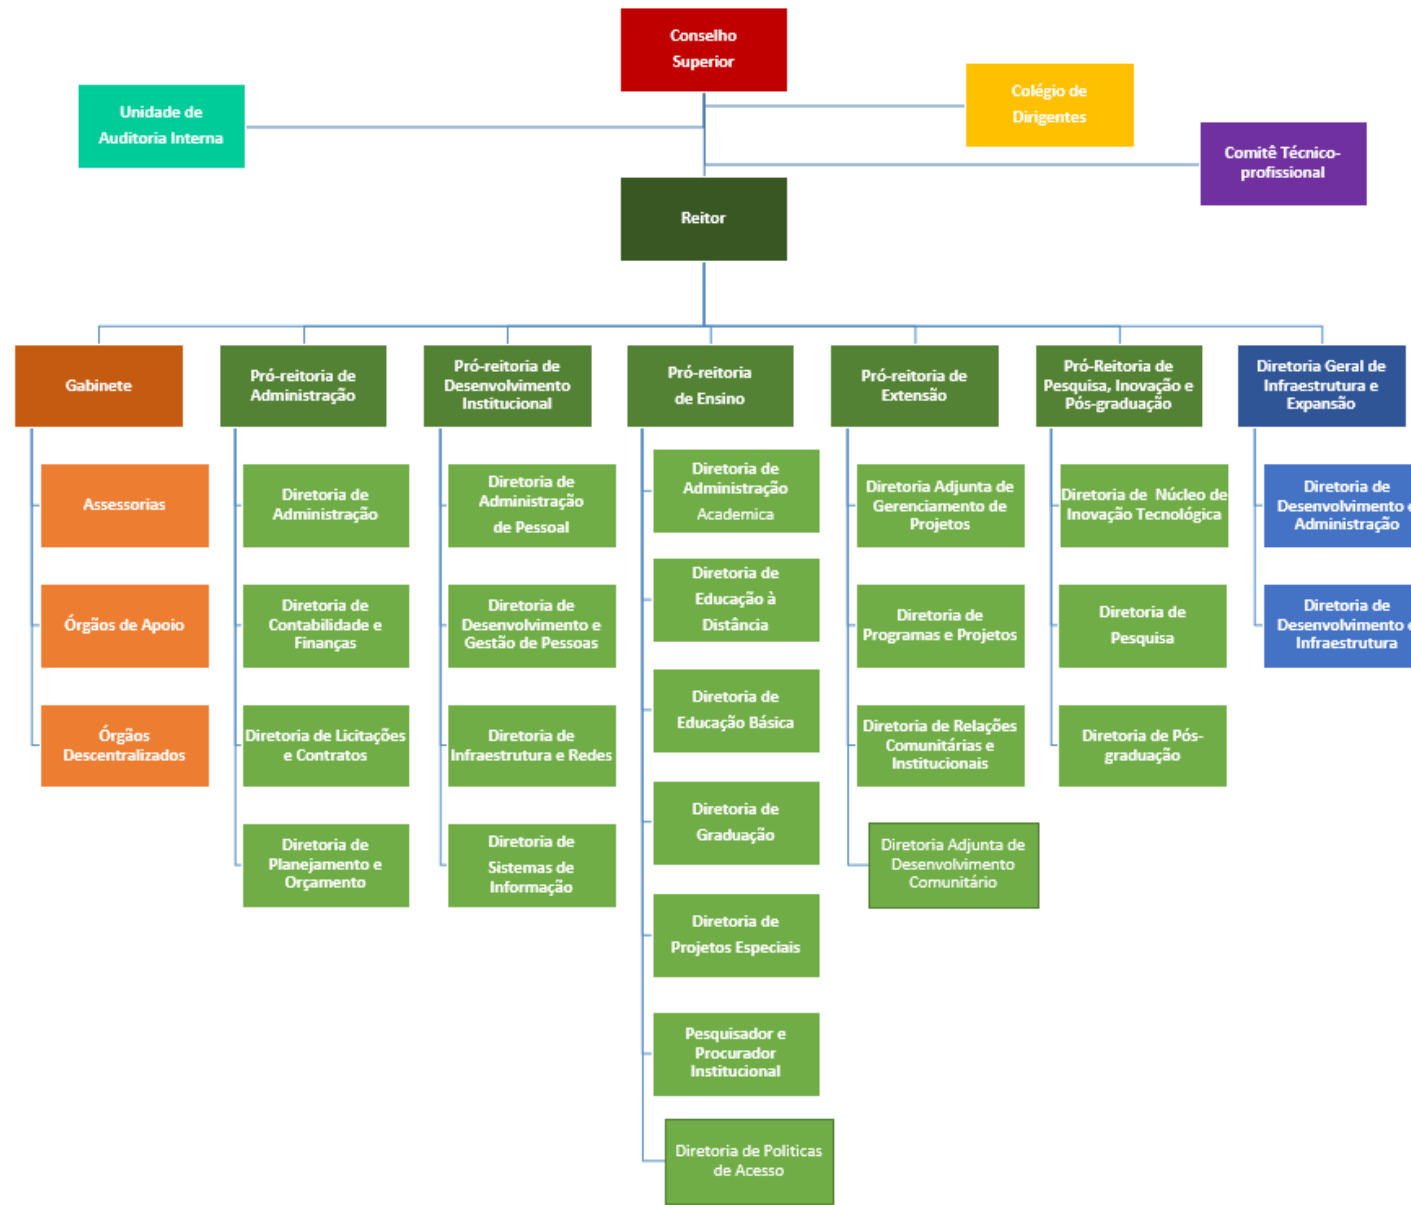 Conselho
Superior
Unidade de
Auditoria Interna
Colégio de
Dirigentes
Comitê Técnico-
profissional
Reitor
Gabinete
Assessorias
Órgãos de Apoio
Órgãos
Descentralizados
Pró-reitoria de
Administração
Diretoria de
Administração
Diretoria de
Contabilidade e
Finanças
Diretoria de Licitações
e Contratos
Diretoria de
Planejamento e
Orçamento
Pró-reitoria de
Desenvolvimento
Institucional
Diretoria de
Administração
de Pessoal
Diretoria de
Desenvolvimento e
Gestão de Pessoas
Diretoria de
Infraestrutura e Redes
Diretoria de
Sistemas de
Informação
Pró-reitoria
de Ensino
Diretoria de
Administração
Academica
Diretoria de
Educação à
Distância
Diretoria de
Educação Básica
Diretoria de
Graduação
Diretoria de
Projetos Especiais
Pesquisador e
Procurador
Institucional
Diretoria de Politicas
de Acesso
Pró-reitoria de
Extensão
Diretoria Adjunta de
Gerenciamento de
Projetos
Diretoria de
Programas e Projetos
Diretoria de Relações
Comunitárias e
Institucionais
Diretoria Adjunta de
Desenvolvimento
Comunitário
Pró-Reitoria de
Pesquisa, Inovação e
Pós-graduação
Diretoria de Núcleo de
Inovação Tecnológica
Diretoria de
Pesquisa
Diretoria de Pós-
graduação
Diretoria Geral de
Infraestrutura e
Expansão
Diretoria de
Desenvolvimento e
Administração
Diretoria de
Desenvolvimento e
Infraestrutura